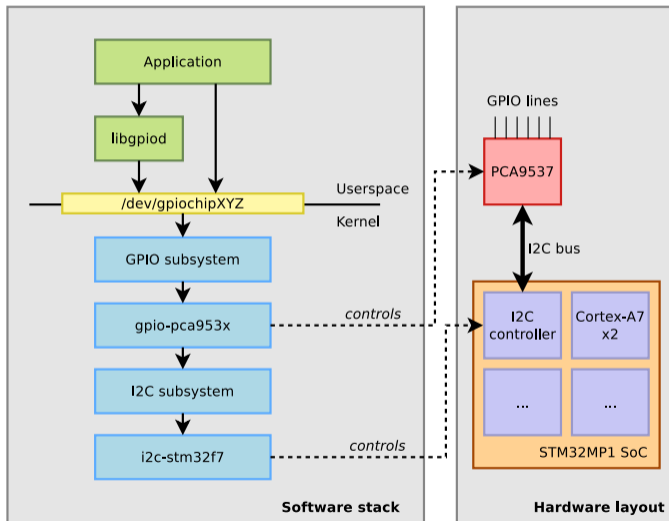 Application
libgpiod
/dev/gpiochipXYZ
Userspace
Kernel
GPIO subsystem
gpio-pca953x
controls
I2C subsystem
i2c-stm32f7
controls
Software stack
GPIO lines
PCA9537
I2C bus
I2C
controller
Cortex-A7
x2
...
...
STM32MP1 SoC
Hardware layout